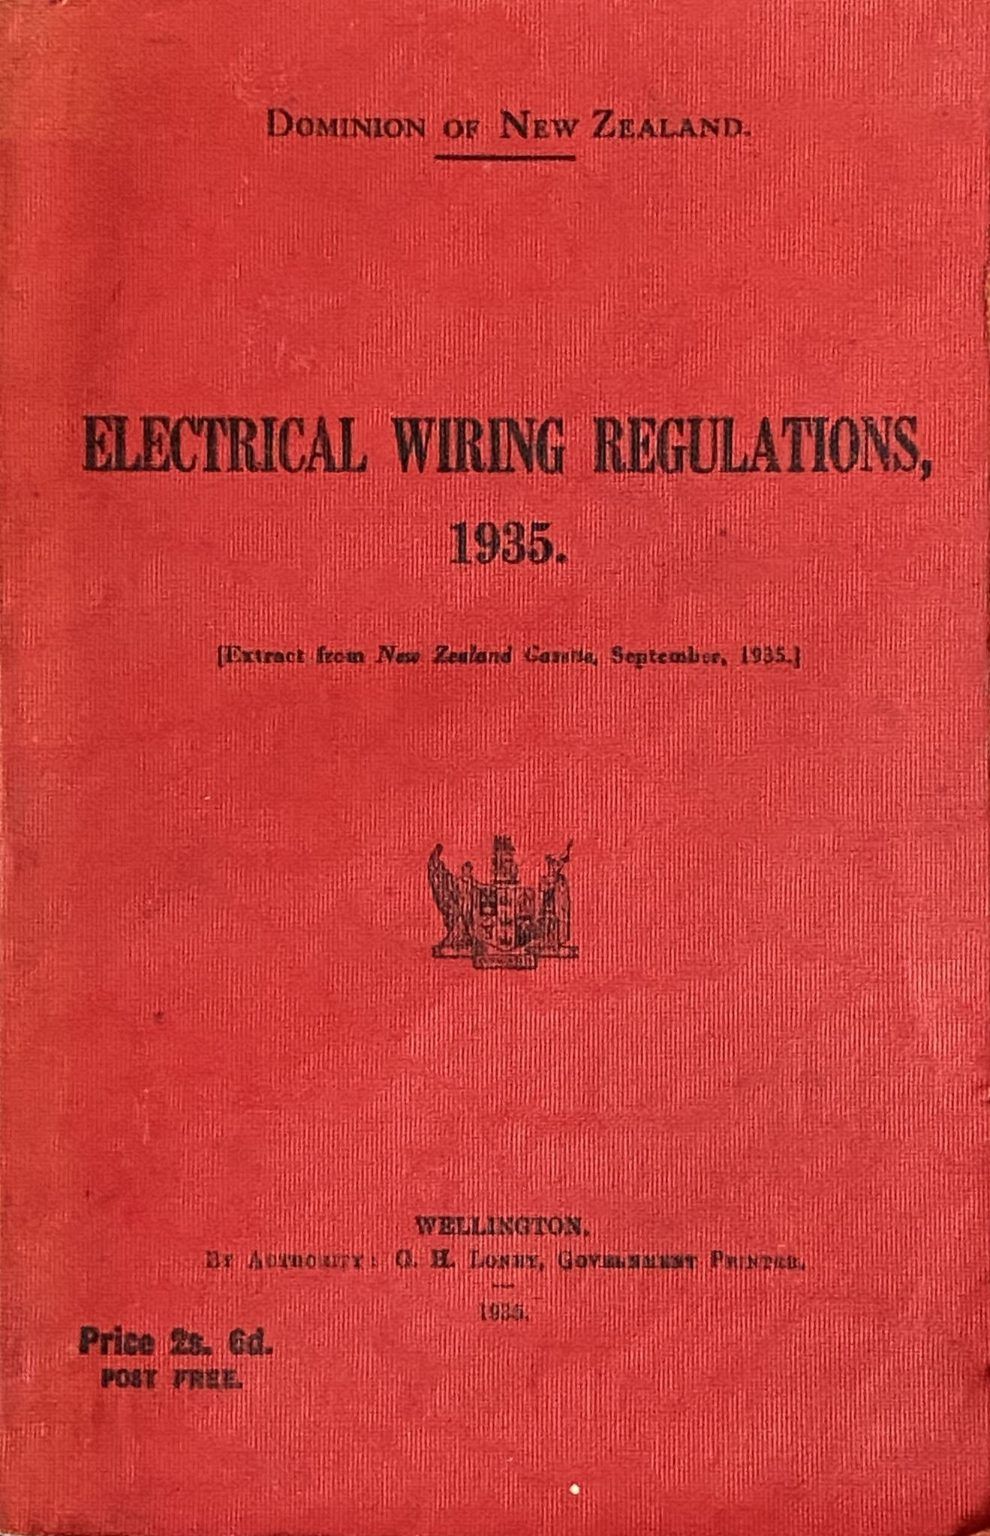 DOMINION OF NEW ZEALAND.
ELECTRICAL WIRING REGULATIONS,
1935.
[Extract from New Zealand Gazette, September, 1935.]
WELLINGTON.
BY AUTHORITY: G. H. LONEY, GOVERNMENT PRINTER.
1935.
Price 2s. 6d.
POST FREE.